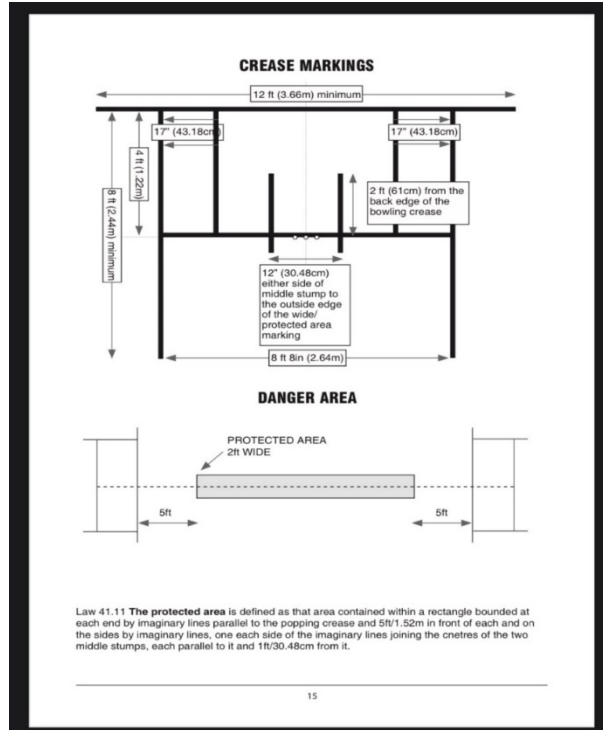 CREASE MARKINGS
12 ft (3.66m) minimum
17" (43.18cm)
17" (43.18cm)
4 ft (1.22m)
8 ft (2.44m) minimum
2 ft (61cm) from the
back edge of the
bowling crease
12" (30.48cm)
either side of
middle stump to
the outside edge
of the wide/
protected area
marking
8 ft 8in (2.64m)
DANGER AREA
PROTECTED AREA
2ft WIDE
5ft
5ft
Law 41.11 The protected area is defined as that area contained within a rectangle bounded at
each end by imaginary lines parallel to the popping crease and 5ft/1.52m in front of each and on
the sides by imaginary lines, one each side of the imaginary lines joining the cnetres of the two
middle stumps, each parallel to it and 1ft/30.48cm from it.
15